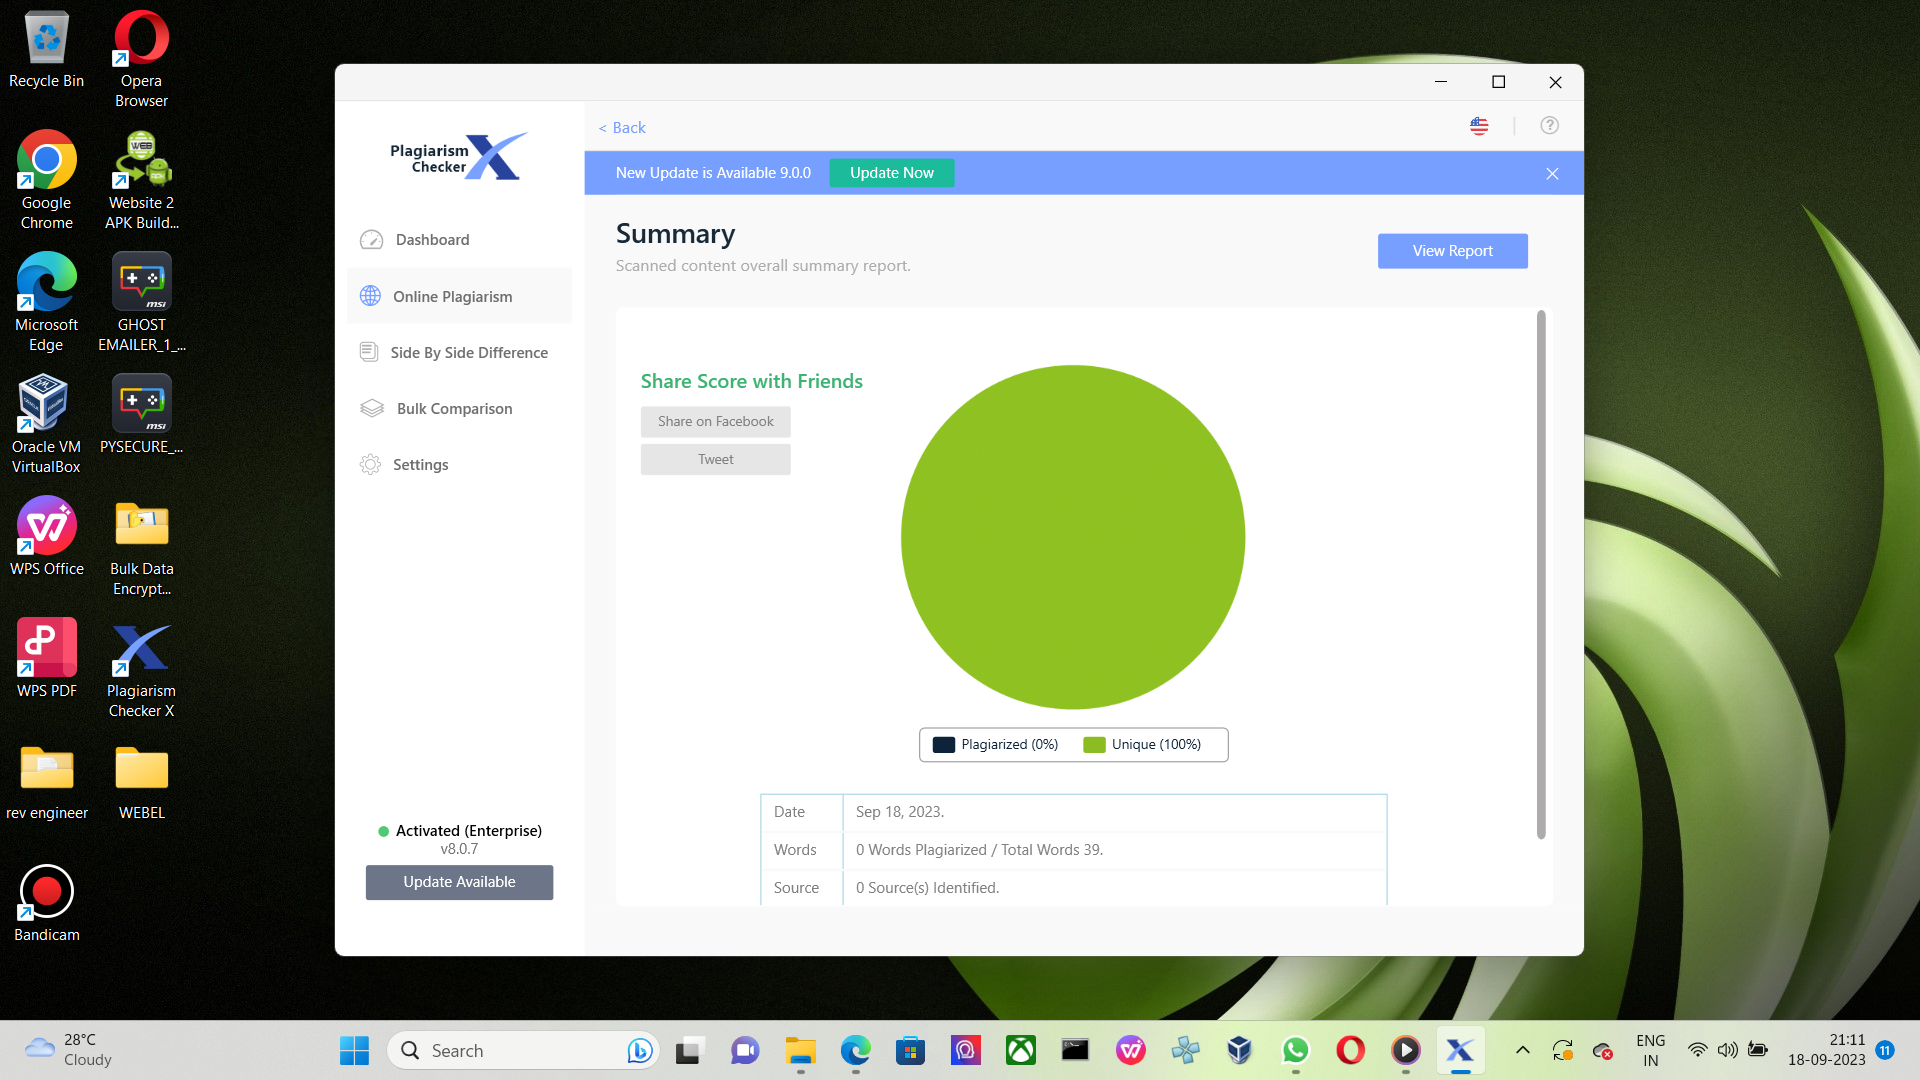 Recycle Bin
Opera
Browser
Google
Chrome
Website 2
APK Build...
Microsoft
Edge
GHOST
EMAILER_1_...
Oracle VM
VirtualBox
PYSECURE_...
WPS Office
Bulk Data
Encrypt...
WPS PDF
Plagiarism
Checker X
rev engineer
WEBEL
Bandicam
WEB
msi
msi
Plagiarism
Checker
Dashboard
Online Plagiarism
Side By Side Difference
Bulk Comparison
Settings
Activated (Enterprise)
v8.0.7
Update Available
< Back
New Update is Available 9.0.0
Update Now
Summary
Scanned content overall summary report.
View Report
Share Score with Friends
Share on Facebook
Tweet
Plagiarized (0%)
Unique (100%)
Date
Sep 18, 2023.
Words
0 Words Plagiarized / Total Words 39.
Source
0 Source(s) Identified.
28°C
Cloudy
Search
ENG
IN
21:11
18-09-2023
11